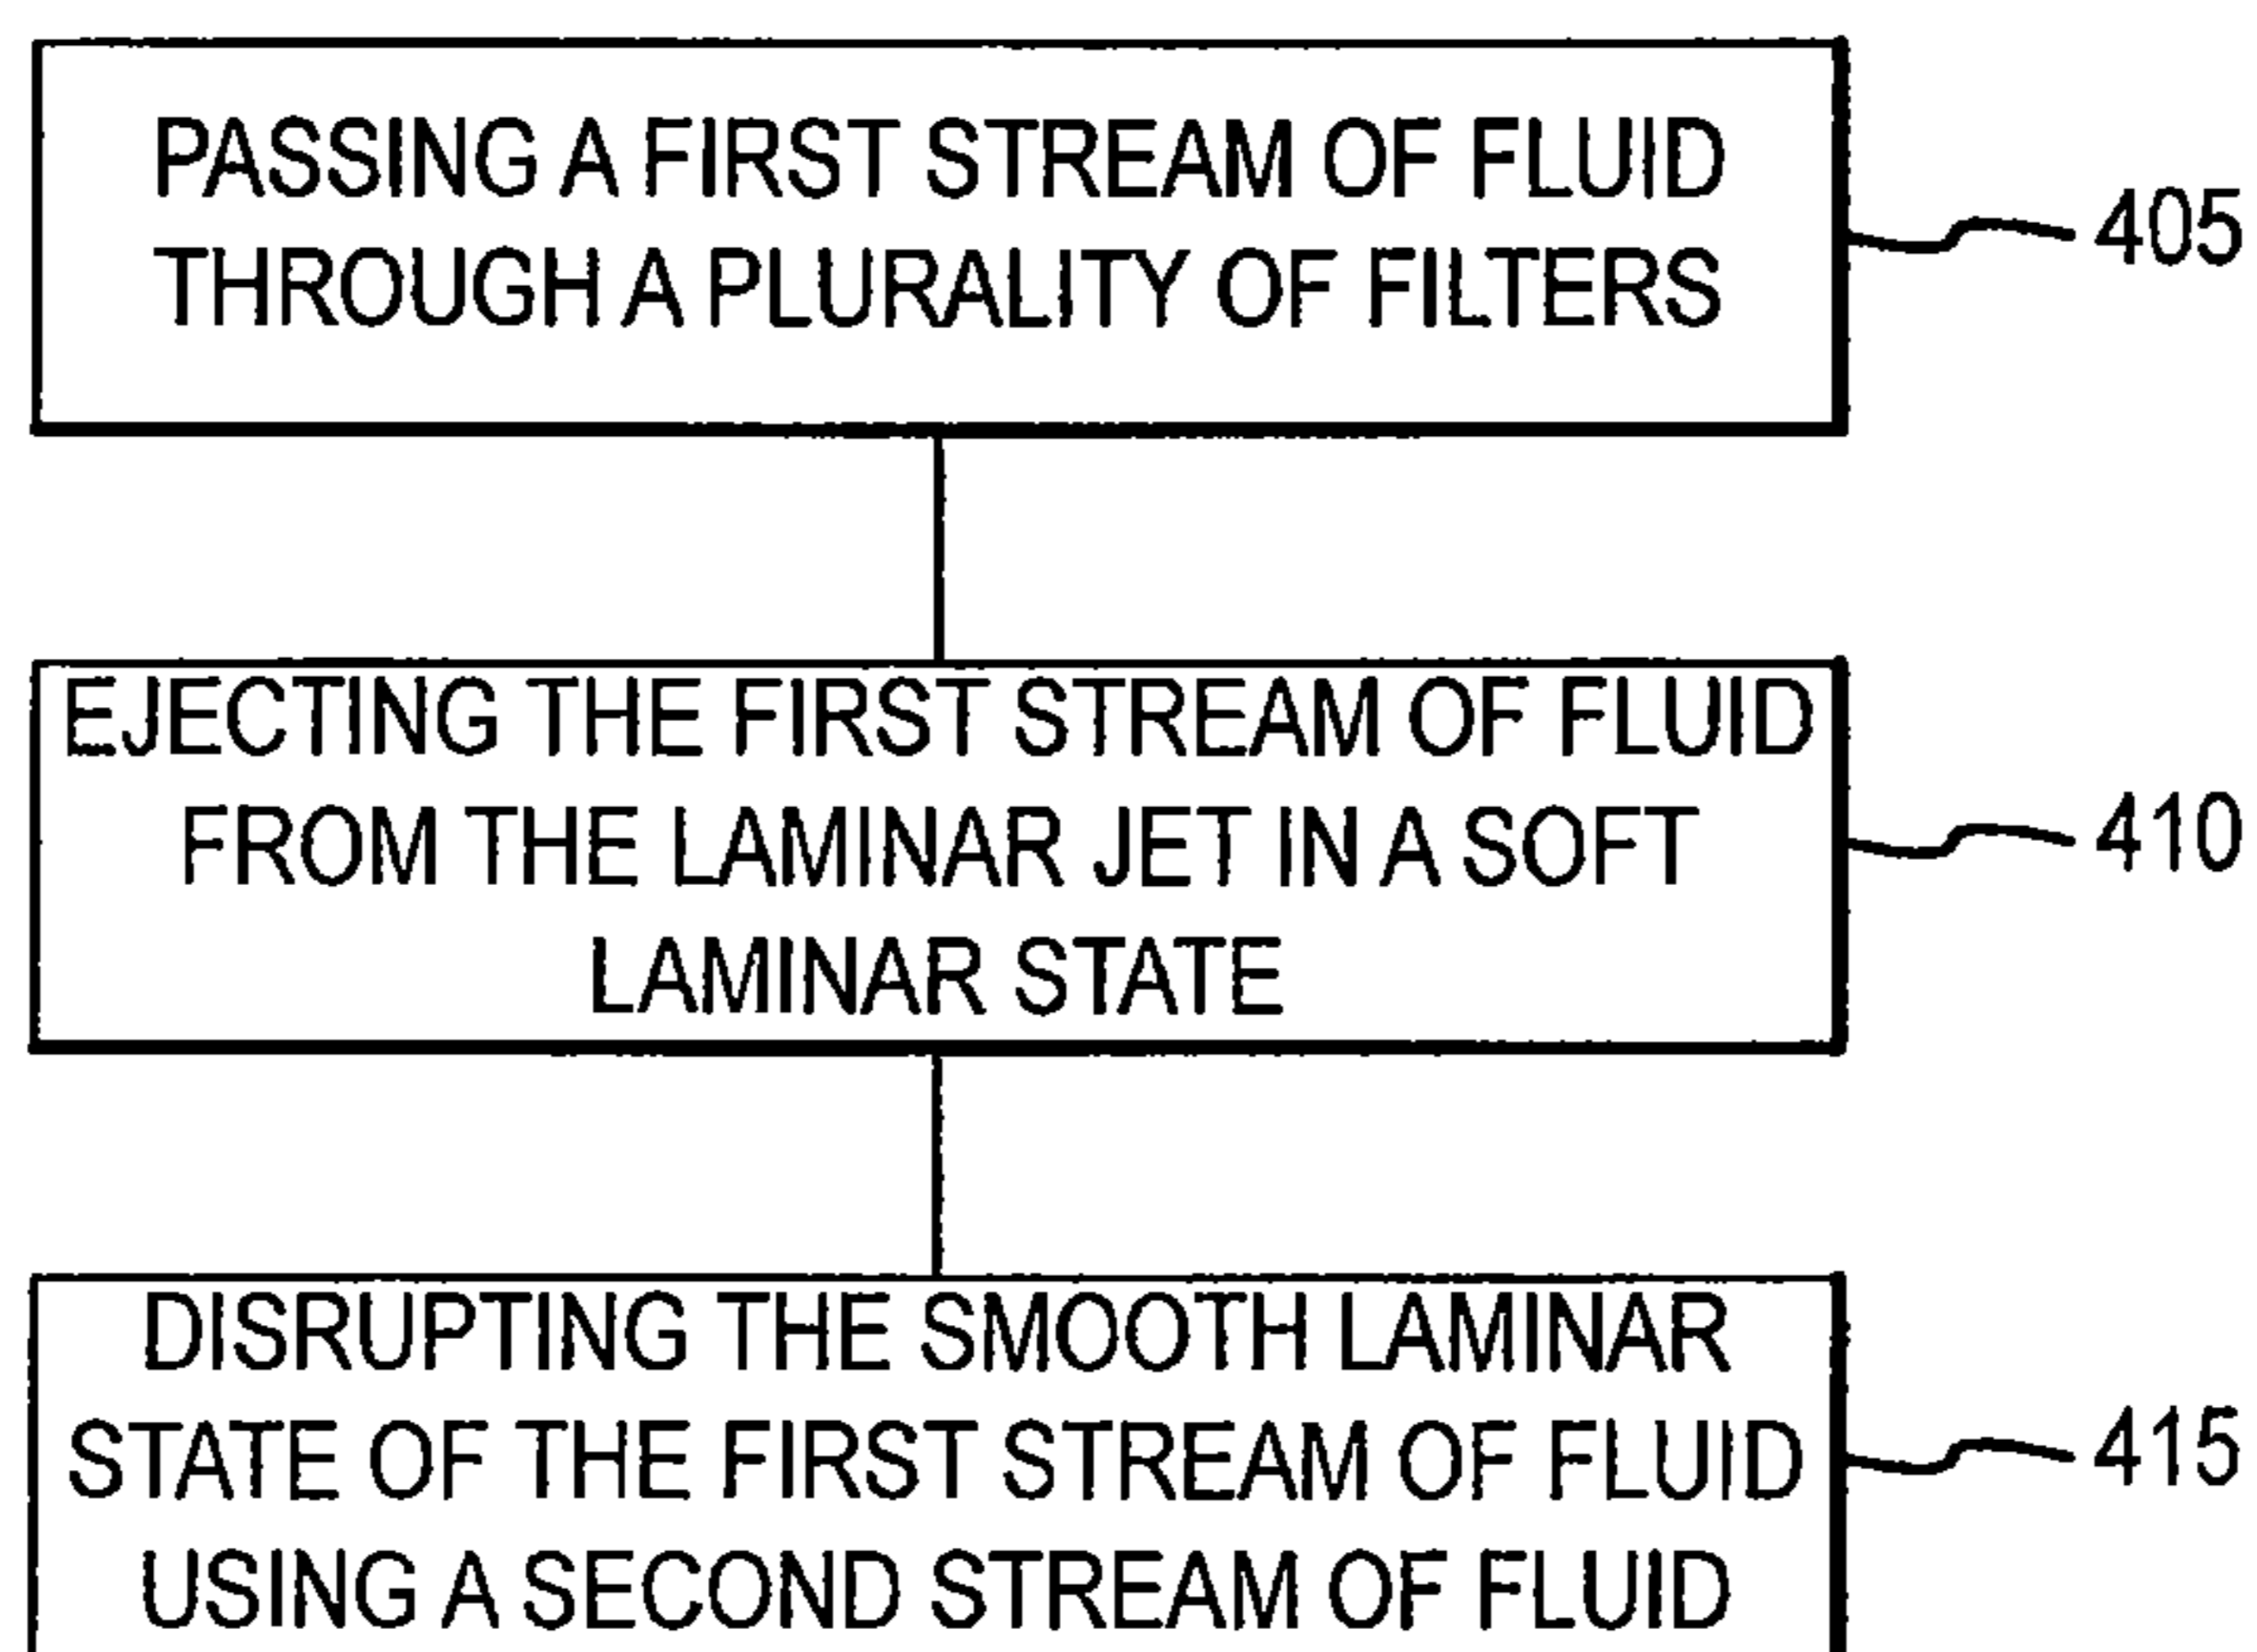 PASSING A FIRST STREAM OF FLUID
THROUGH A PLURALITY OF FILTERS
405
EJECTING THE FIRST STREAM OF FLUID
FROM THE LAMINAR JET IN A SOFT
LAMINAR STATE
410
DISRUPTING THE SMOOTH LAMINAR
STATE OF THE FIRST STREAM OF FLUID
USING A SECOND STREAM OF FLUID
415